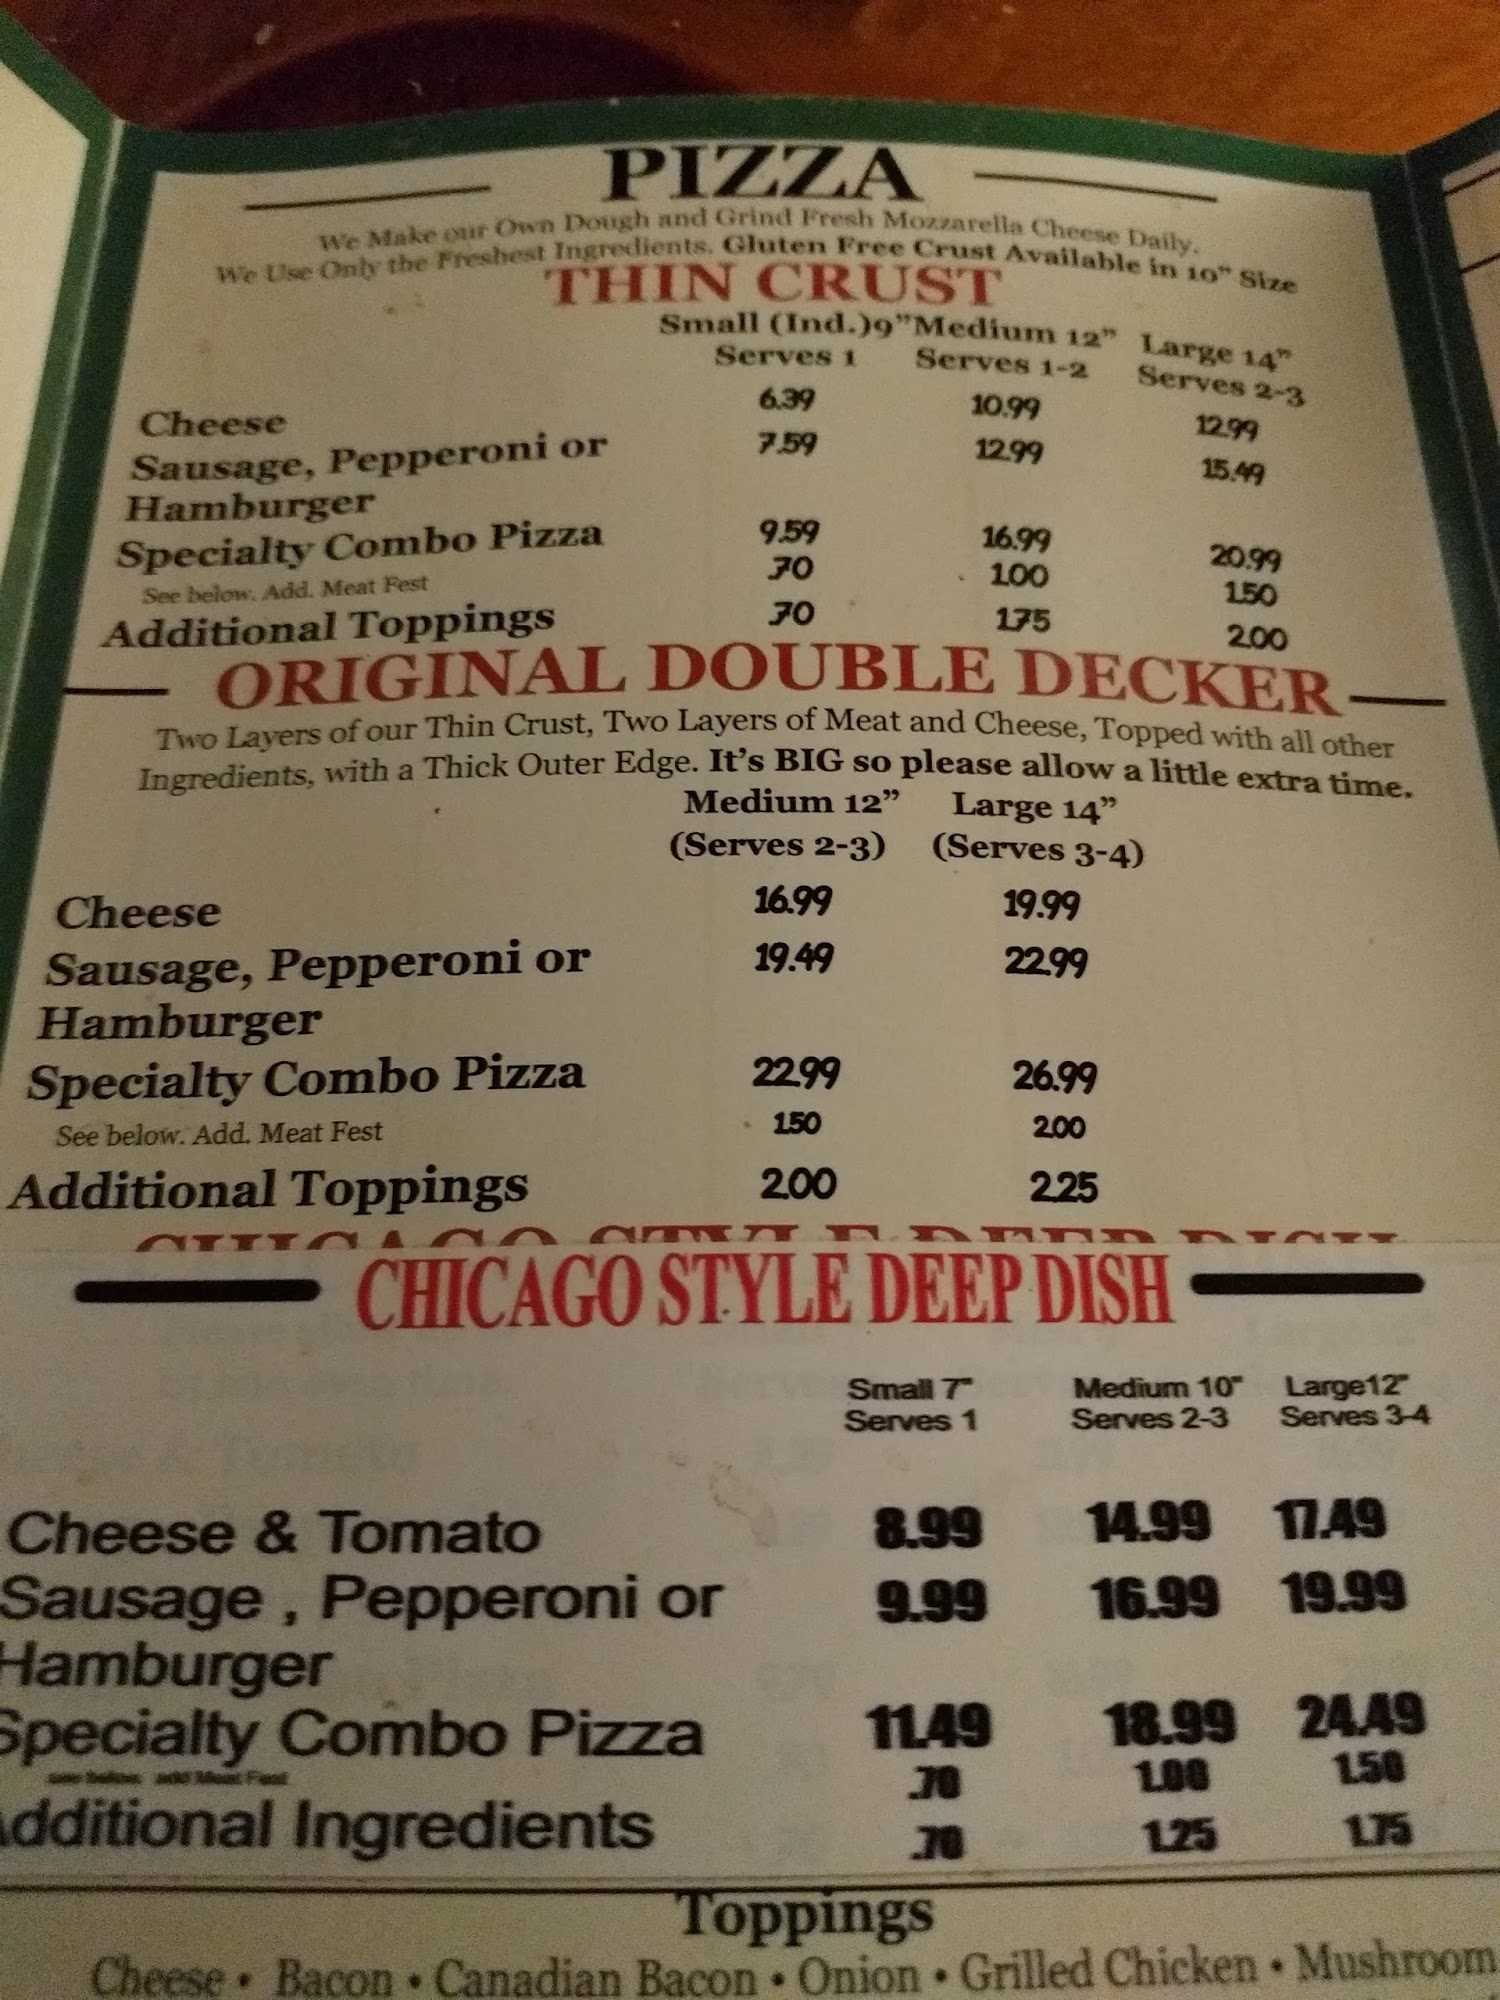 PIZZA
We Make our Own Dough and Grind Fresh Mozzarella Cheese Daily.
We Use Only the Freshest Ingredients. Gluten Free Crust Available in 10" Size
THIN CRUST
Small (Ind.)9" Medium 12" Large 14"
Serves 1 Serves 1-2 Serves 2-3
Cheese 6.39 10.99 12.99
Sausage, Pepperoni or 7.59 12.99 15.49
Hamburger
Specialty Combo Pizza 9.59 16.99 20.99
See below. Add. Meat Fest .70 1.00 1.50
Additional Toppings .70 1.75 2.00
ORIGINAL DOUBLE DECKER
Two Layers of our Thin Crust, Two Layers of Meat and Cheese, Topped with all other
Ingredients, with a Thick Outer Edge. It's BIG so please allow a little extra time.
Medium 12" Large 14"
(Serves 2-3) (Serves 3-4)
Cheese 16.99 19.99
Sausage, Pepperoni or 19.49 22.99
Hamburger
Specialty Combo Pizza 22.99 26.99
See below. Add. Meat Fest 1.50 2.00
Additional Toppings 2.00 2.25
CHICAGO STYLE DEEP DISH
CHICAGO STYLE DEEP DISH
Small 7" Medium 10" Large12"
Serves 1 Serves 2-3 Serves 3-4
Cheese & Tomato 8.99 14.99 17.49
Sausage , Pepperoni or 9.99 16.99 19.99
Hamburger
Specialty Combo Pizza 11.49 18.99 24.49
see below add Meat Fest .70 1.00 1.50
Additional Ingredients .70 1.25 1.75
Toppings
Cheese • Bacon • Canadian Bacon • Onion • Grilled Chicken • Mushroom